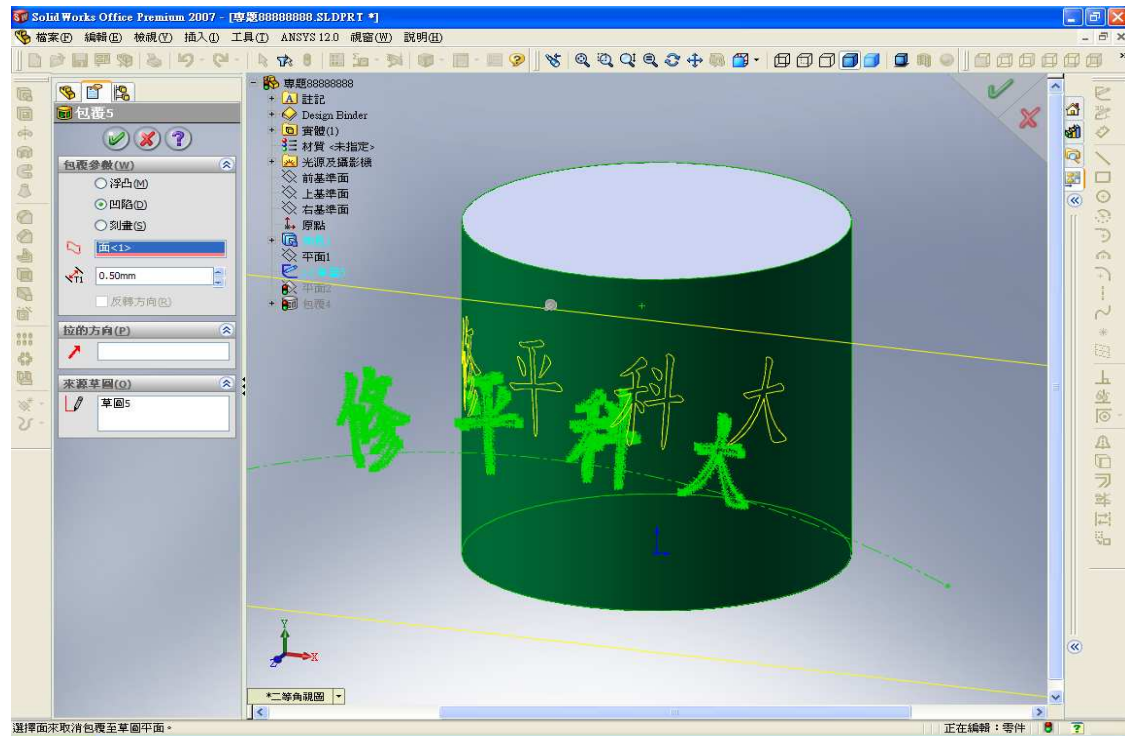 SolidWorks Office Premium 2007 - [專題88888888.SLDPRT *]
檔案(F) 編輯(E) 檢視(V) 插入(I) 工具(T) ANSYS 12.0 視窗(W) 說明(H)
包覆5
包覆參數(W)
浮凸(M)
凹陷(D)
刻畫(S)
面<1>
T1 0.50mm
反轉方向(R)
拉的方向(P)
來源草圖(O)
草圖5
專題88888888
A 註記
Design Binder
實體(1)
材質 <未指定>
光源及攝影機
前基準面
上基準面
右基準面
原點
平面1
平面2
包覆4
平 科 大
修 平 科 大
Y
X
Z
*二等角視圖
選擇面來取消包覆至草圖平面。
正在編輯：零件